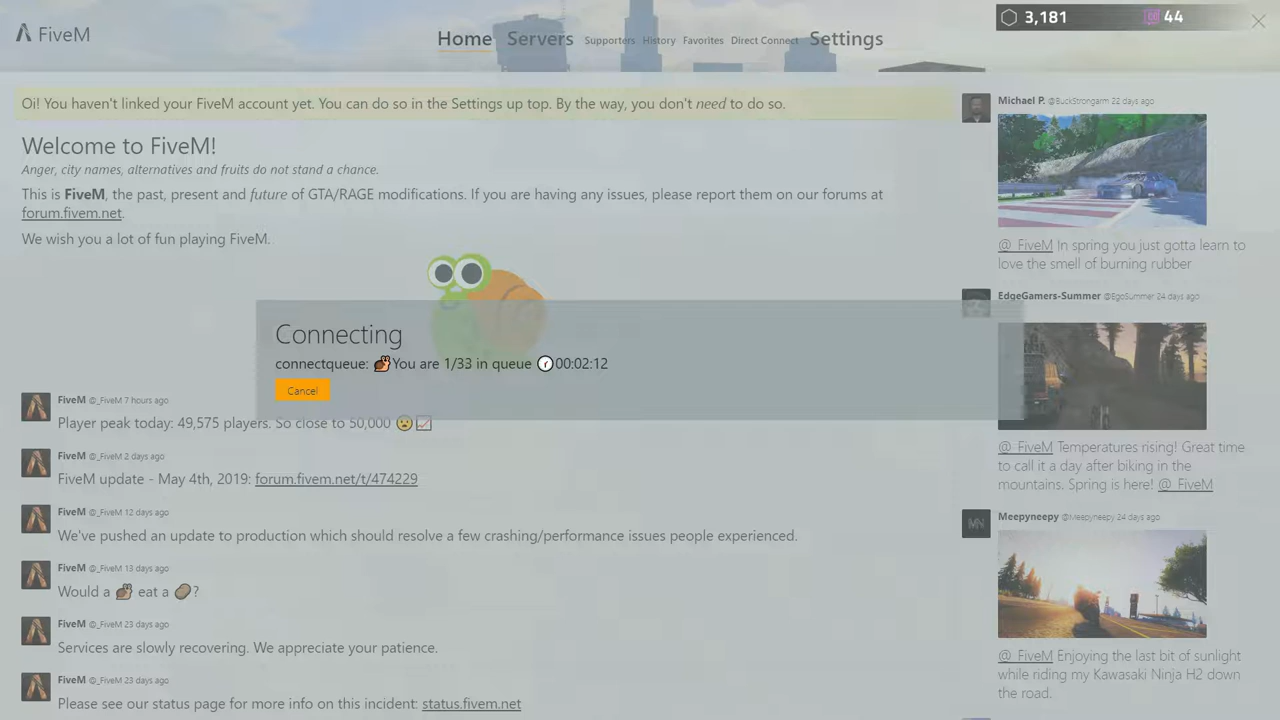 FiveM
Home Servers Supporters History Favorites Direct Connect Settings
3,181 44
Oi! You haven't linked your FiveM account yet. You can do so in the Settings up top. By the way, you don't need to do so.
Welcome to FiveM!
Anger, city names, alternatives and fruits do not stand a chance.
This is FiveM, the past, present and future of GTA/RAGE modifications. If you are having any issues, please report them on our forums at
forum.fivem.net.
We wish you a lot of fun playing FiveM.
Connecting
connectqueue: 🐌You are 1/33 in queue 🕜00:02:12
Cancel
FiveM @_FiveM 7 hours ago
Player peak today: 49,575 players. So close to 50,000 😮📈
FiveM @_FiveM 2 days ago
FiveM update - May 4th, 2019: forum.fivem.net/t/474229
FiveM @_FiveM 12 days ago
We've pushed an update to production which should resolve a few crashing/performance issues people experienced.
FiveM @_FiveM 13 days ago
Would a 🐌 eat a 🥔?
FiveM @_FiveM 23 days ago
Services are slowly recovering. We appreciate your patience.
FiveM @_FiveM 23 days ago
Please see our status page for more info on this incident: status.fivem.net
Michael P. @BuckStrongarm 22 days ago
@_FiveM In spring you just gotta learn to
love the smell of burning rubber
EdgeGamers-Summer @EgoSummer 24 days ago
@_FiveM Temperatures rising! Great time
to call it a day after biking in the
mountains. Spring is here! @_FiveM
MN
Meepyneepy @Meepyneepy 24 days ago
@_FiveM Enjoying the last bit of sunlight
while riding my Kawasaki Ninja H2 down
the road.